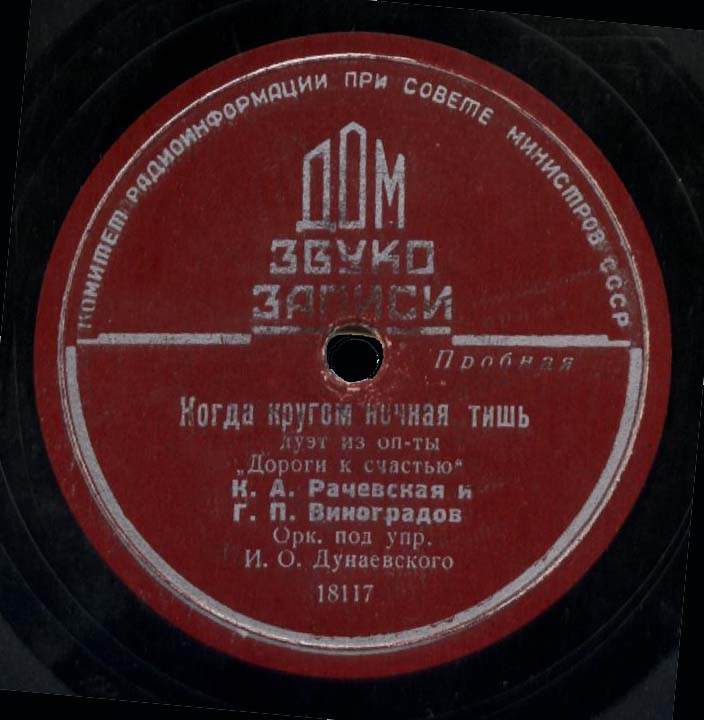 КОМИТЕТ РАДИОИНФОРМАЦИИ ПРИ СОВЕТЕ МИНИСТРОВ СССР
ДОМ
ЗВУКО
ЗАПИСИ
Пробная
Когда кругом ночная тишь
дуэт из оп-ты
„Дороги к счастью“
К. А. Рачевская и
Г. П. Виноградов
Орк. под упр.
И. О. Дунаевского
18117